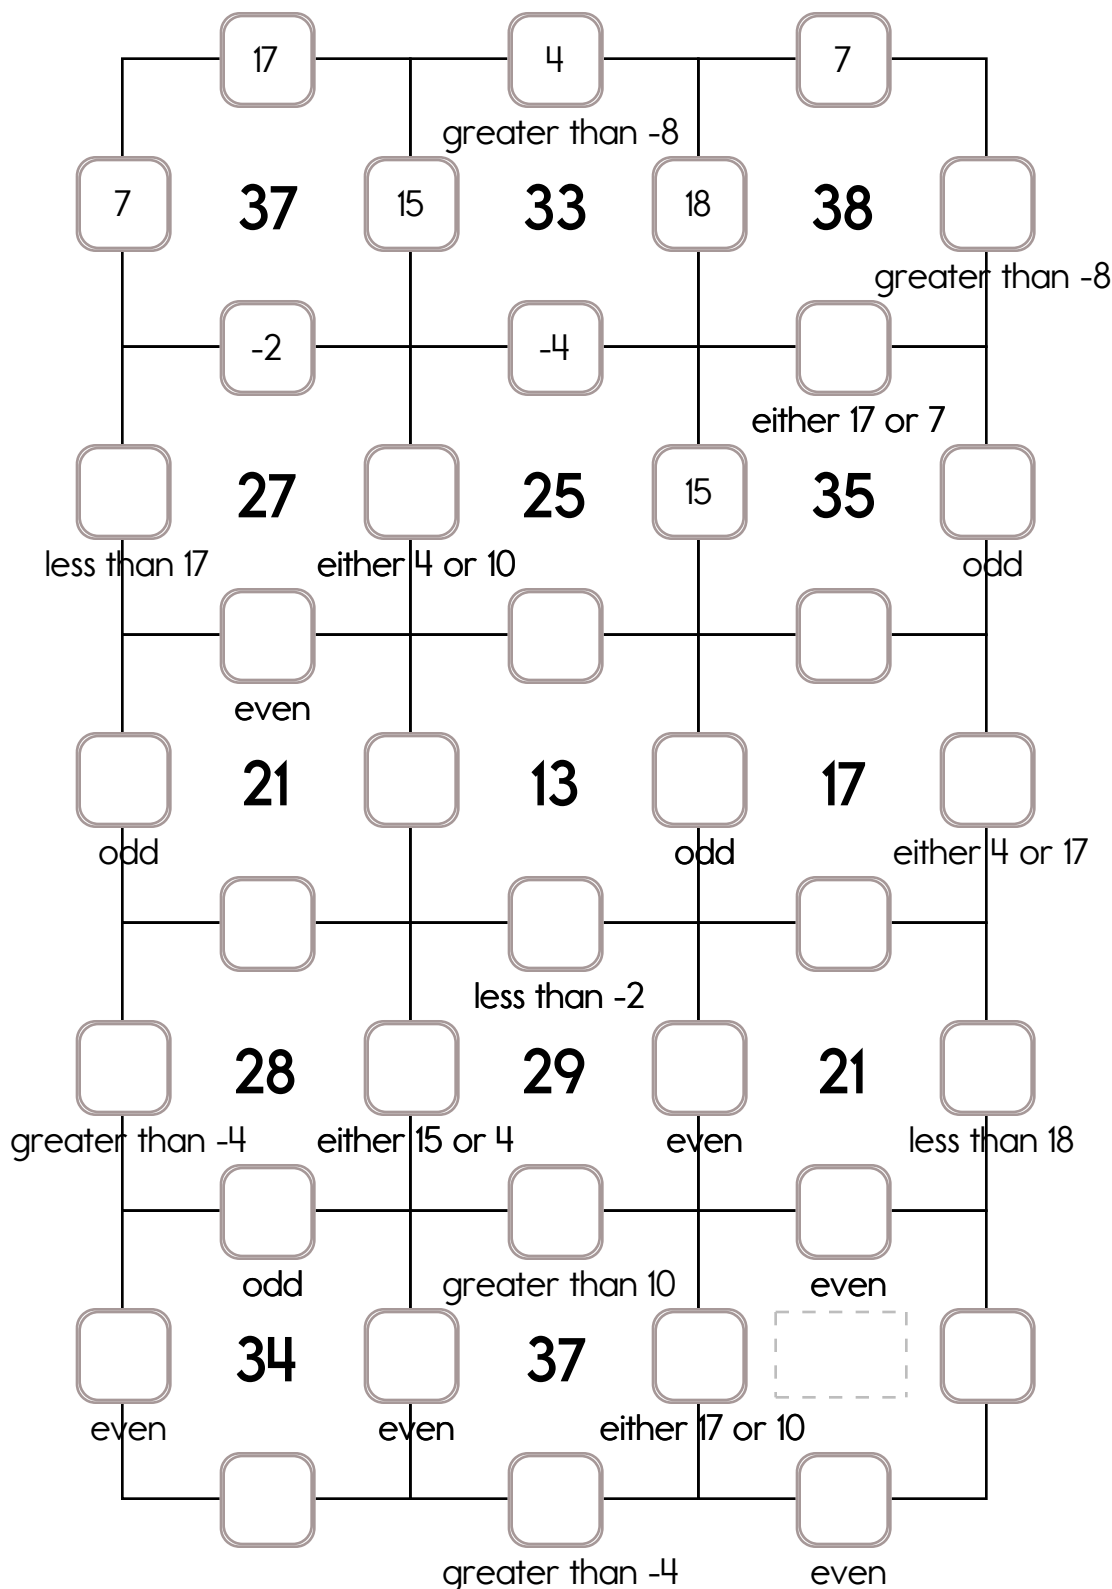 17 4 7
greater than -8
7 37 15 33 18 38
greater than -8
-2 -4
either 17 or 7
27 25 15 35
less than 17 either 4 or 10 odd
even
21 13 17
odd odd either 4 or 17
less than -2
28 29 21
greater than -4 either 15 or 4 even less than 18
odd greater than 10 even
34 37
even even either 17 or 10
greater than -4 even